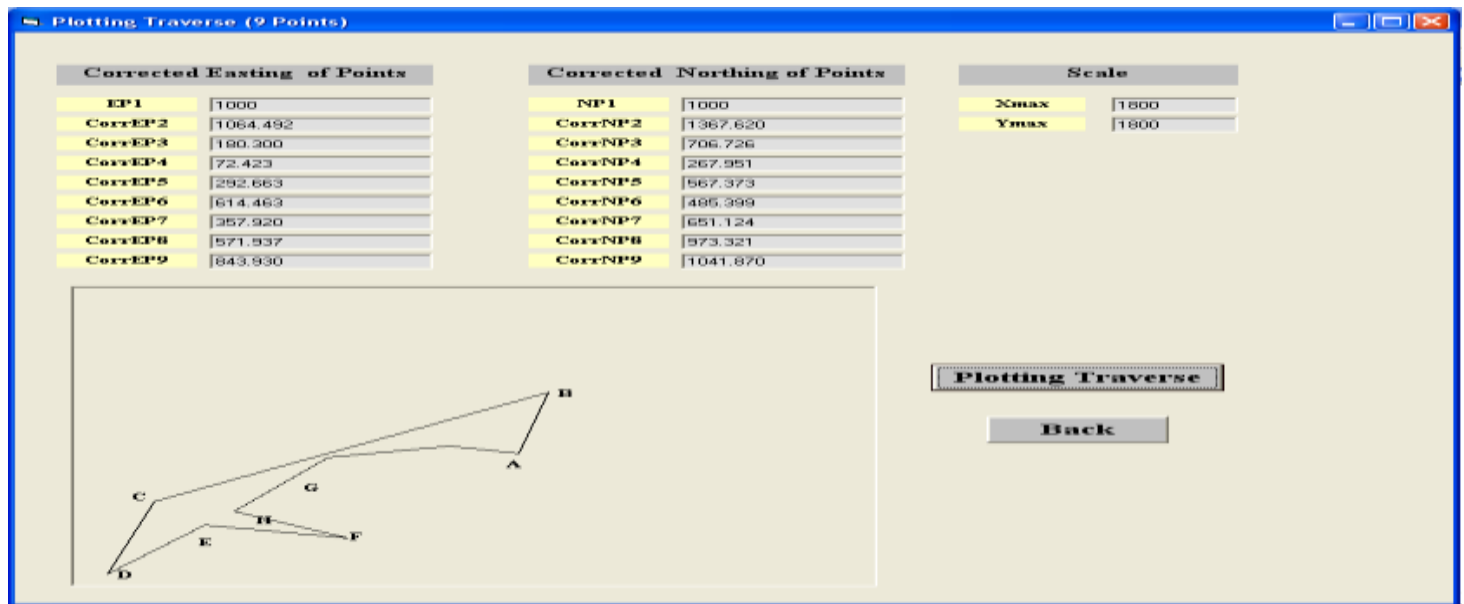 Plotting Traverse (9 Points)
Corrected Easting of Points Corrected Northing of Points Scale
EP1 1000 NP1 1000 Xmax 1800
CorrEP2 1064.492 CorrNP2 1367.620 Ymax 1800
CorrEP3 180.300 CorrNP3 706.726
CorrEP4 72.423 CorrNP4 267.951
CorrEP5 292.663 CorrNP5 567.373
CorrEP6 614.463 CorrNP6 485.399
CorrEP7 357.920 CorrNP7 651.124
CorrEP8 571.937 CorrNP8 973.321
CorrEP9 843.930 CorrNP9 1041.870
Plotting Traverse
B
Back
A
G
C
H
F
E
D